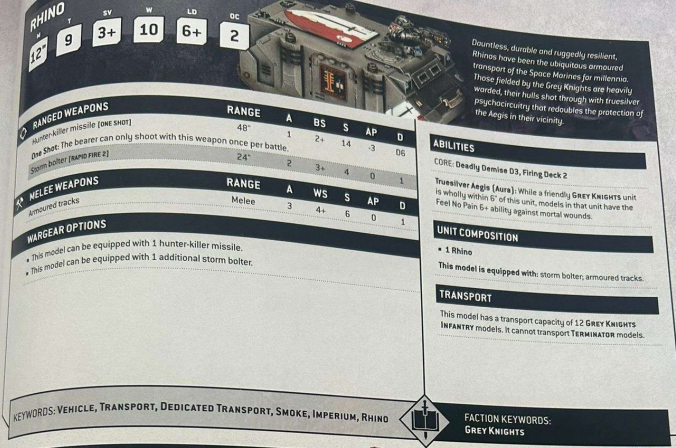 RHINO
M T SV W LD OC
12" 9 3+ 10 6+ 2
Dauntless, durable and ruggedly resilient,
Rhinos have been the ubiquitous armoured
transport of the Space Marines for millennia.
Those fielded by the Grey Knights are heavily
warded, their hulls shot through with truesilver
psychocircuitry that redoubles the protection of
the Aegis in their vicinity.
RANGED WEAPONS RANGE A BS S AP D
Hunter-killer missile [ONE SHOT] 48" 1 2+ 14 -3 D6
One Shot: The bearer can only shoot with this weapon once per battle.
Storm bolter [RAPID FIRE 2] 24" 2 3+ 4 0 1
MELEE WEAPONS RANGE A WS S AP D
Armoured tracks Melee 3 4+ 6 0 1
WARGEAR OPTIONS
▪ This model can be equipped with 1 hunter-killer missile.
▪ This model can be equipped with 1 additional storm bolter.
ABILITIES
CORE: Deadly Demise D3, Firing Deck 2
Truesilver Aegis (Aura): While a friendly GREY KNIGHTS unit
is wholly within 6" of this unit, models in that unit have the
Feel No Pain 6+ ability against mortal wounds.
UNIT COMPOSITION
▪ 1 Rhino
This model is equipped with: storm bolter; armoured tracks.
TRANSPORT
This model has a transport capacity of 12 GREY KNIGHTS
INFANTRY models. It cannot transport TERMINATOR models.
KEYWORDS: VEHICLE, TRANSPORT, DEDICATED TRANSPORT, SMOKE, IMPERIUM, RHINO
FACTION KEYWORDS:
GREY KNIGHTS